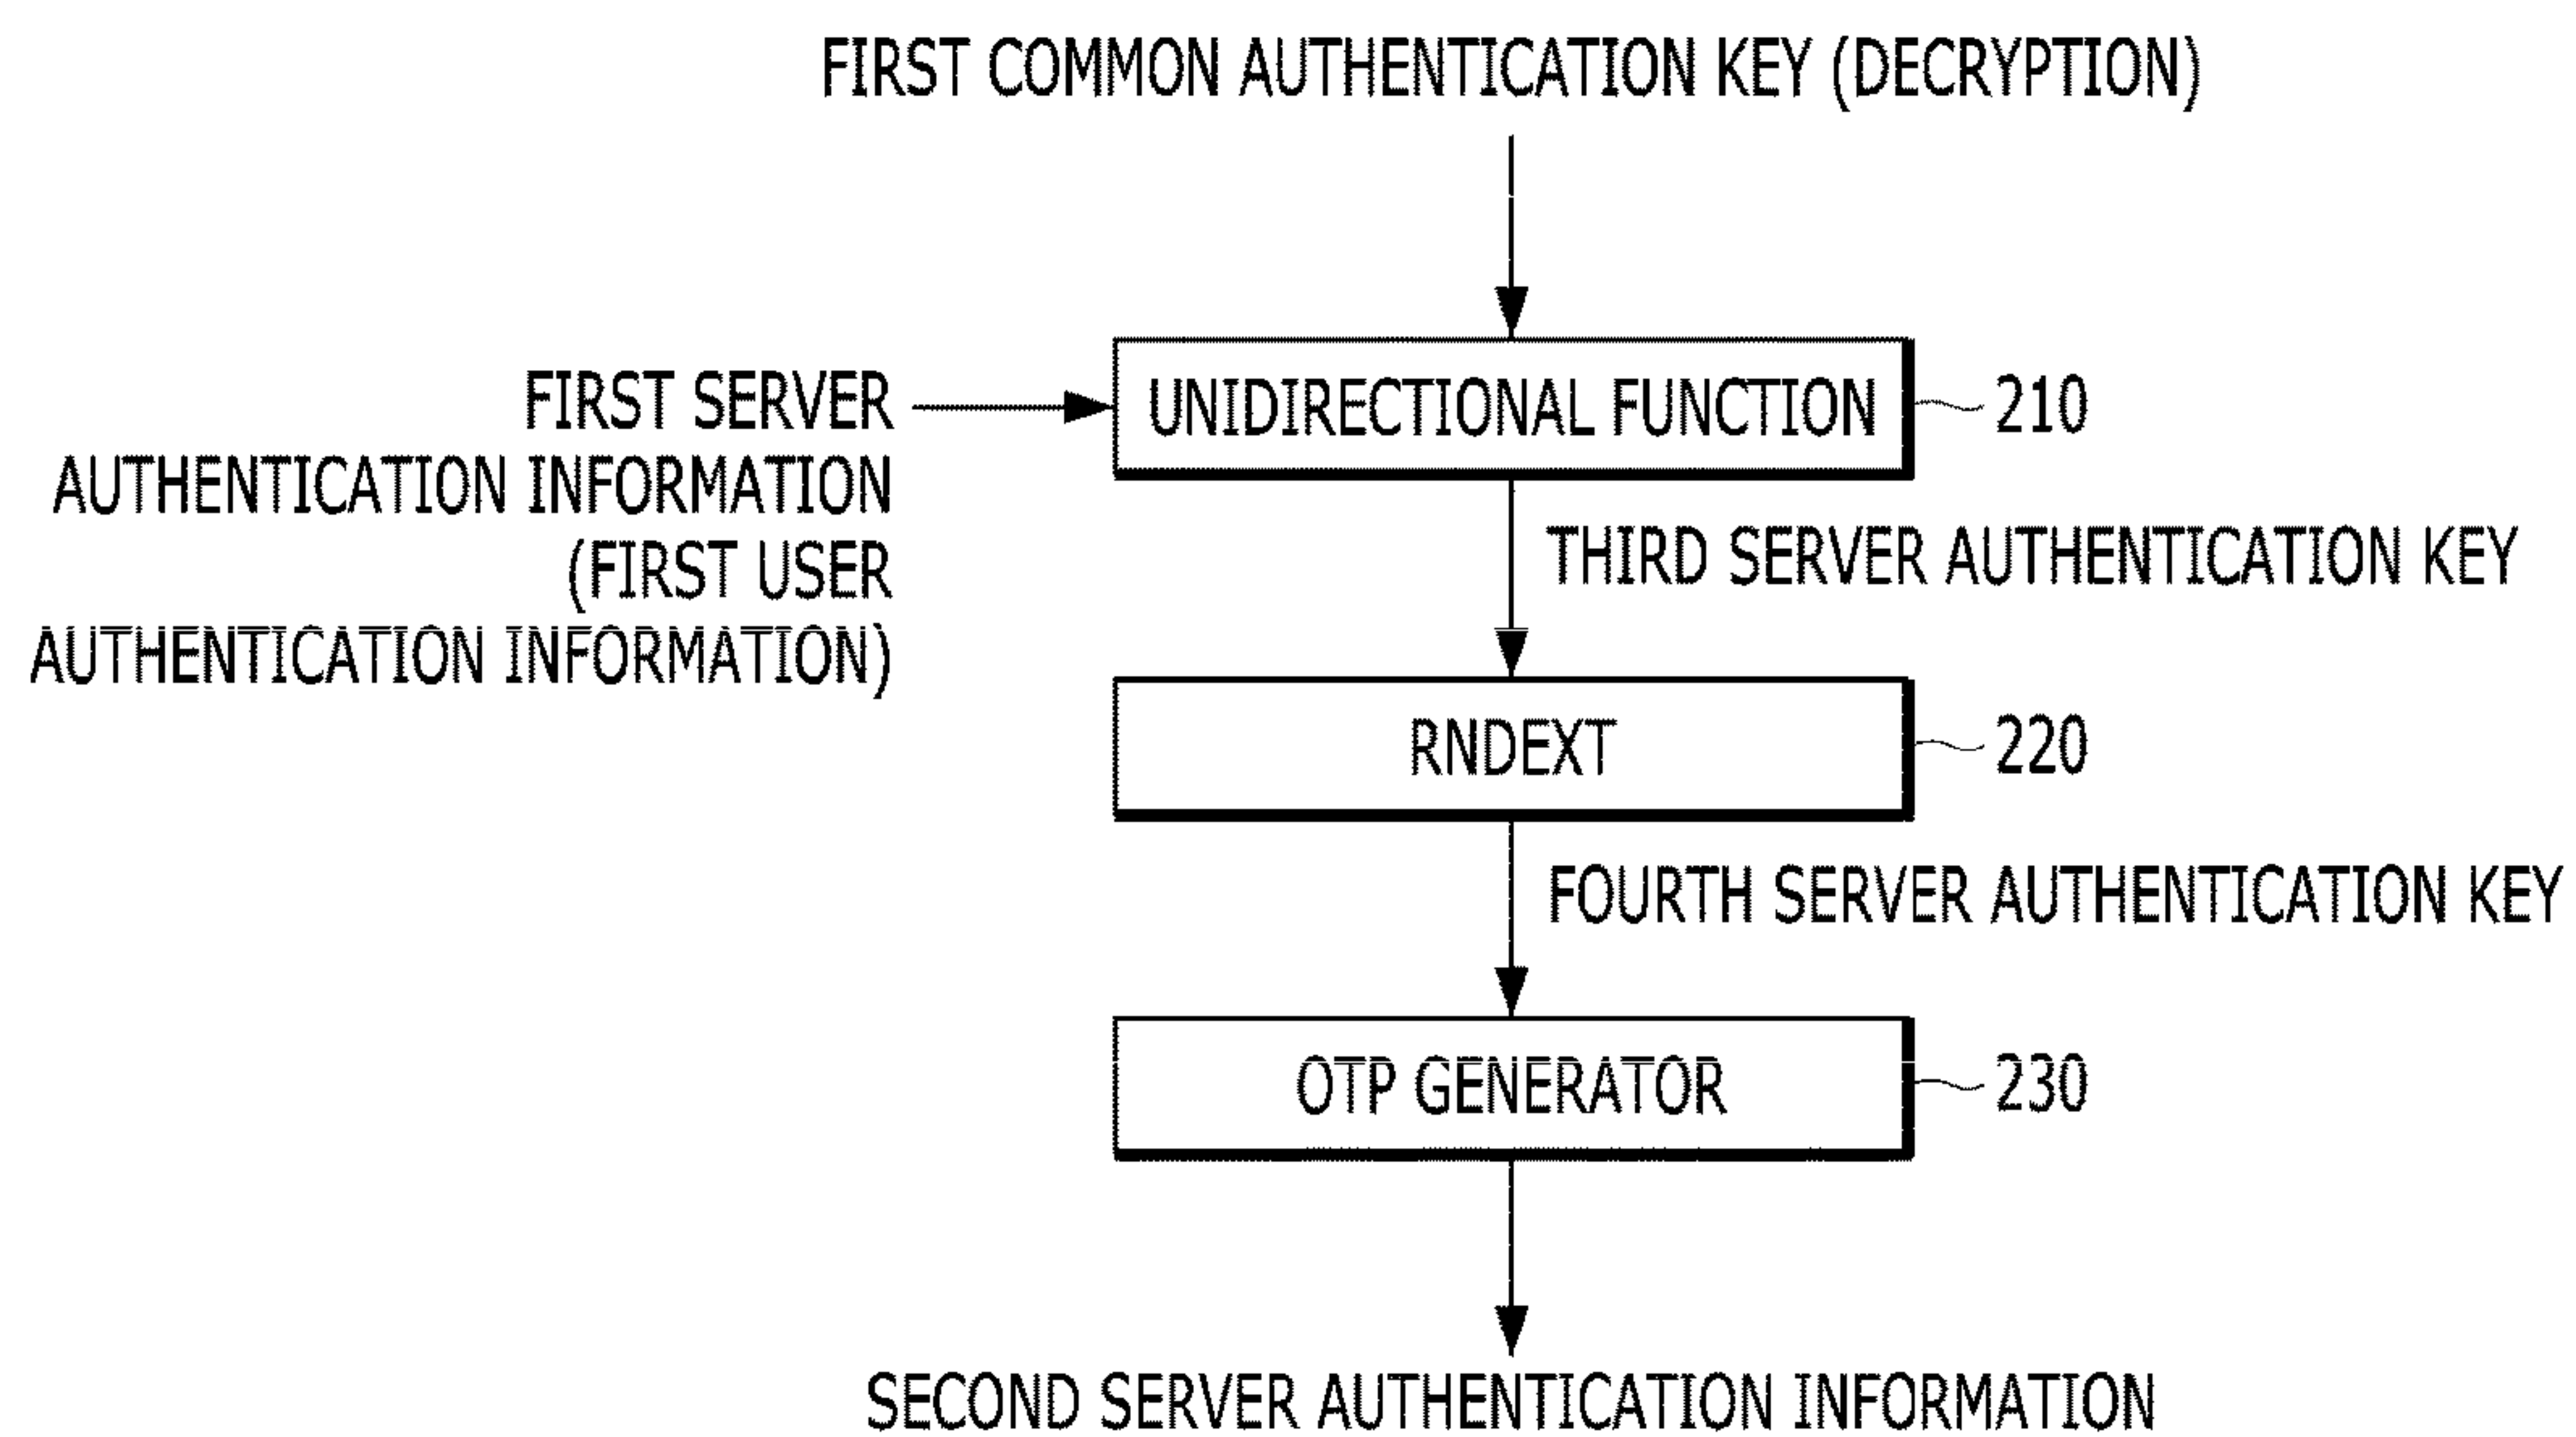 FIRST COMMON AUTHENTICATION KEY (DECRYPTION)
FIRST SERVER
AUTHENTICATION INFORMATION
(FIRST USER
AUTHENTICATION INFORMATION)
UNIDIRECTIONAL FUNCTION
210
THIRD SERVER AUTHENTICATION KEY
RNDEXT
220
FOURTH SERVER AUTHENTICATION KEY
OTP GENERATOR
230
SECOND SERVER AUTHENTICATION INFORMATION